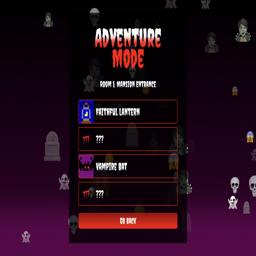 ADVENTURE
MODE
ROOM 1: MANSION ENTRANCE
FAITHFUL LANTERN
??? ???
VAMPIRE BAT
??? ???
GO BACK